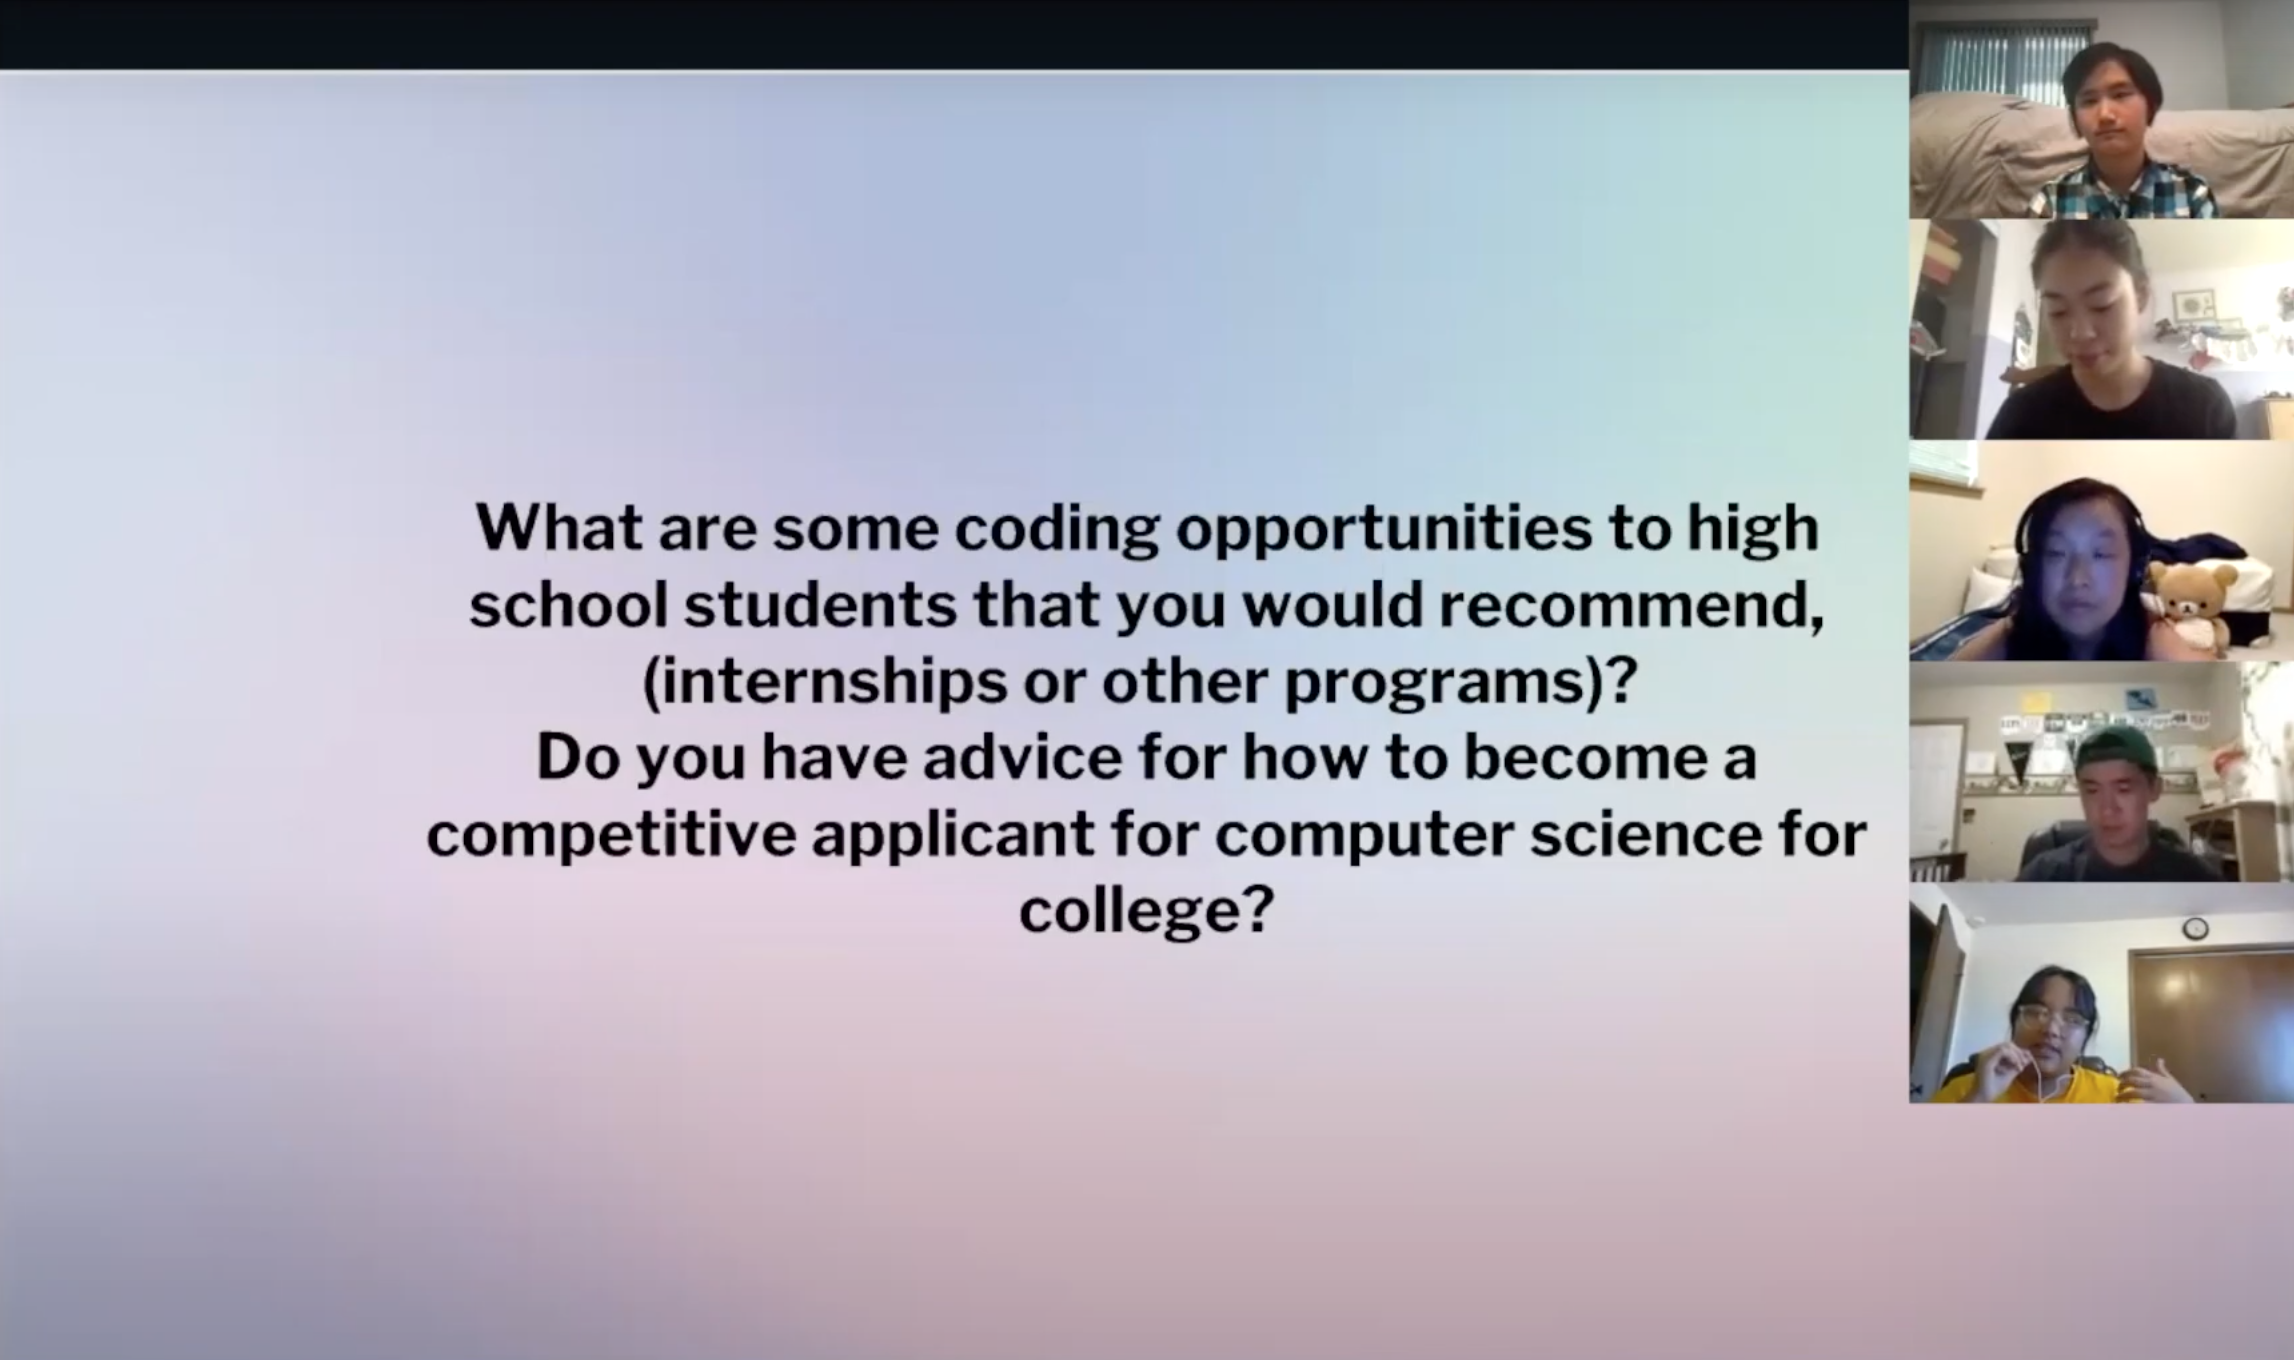 What are some coding opportunities to high
school students that you would recommend,
(internships or other programs)?
Do you have advice for how to become a
competitive applicant for computer science for
college?